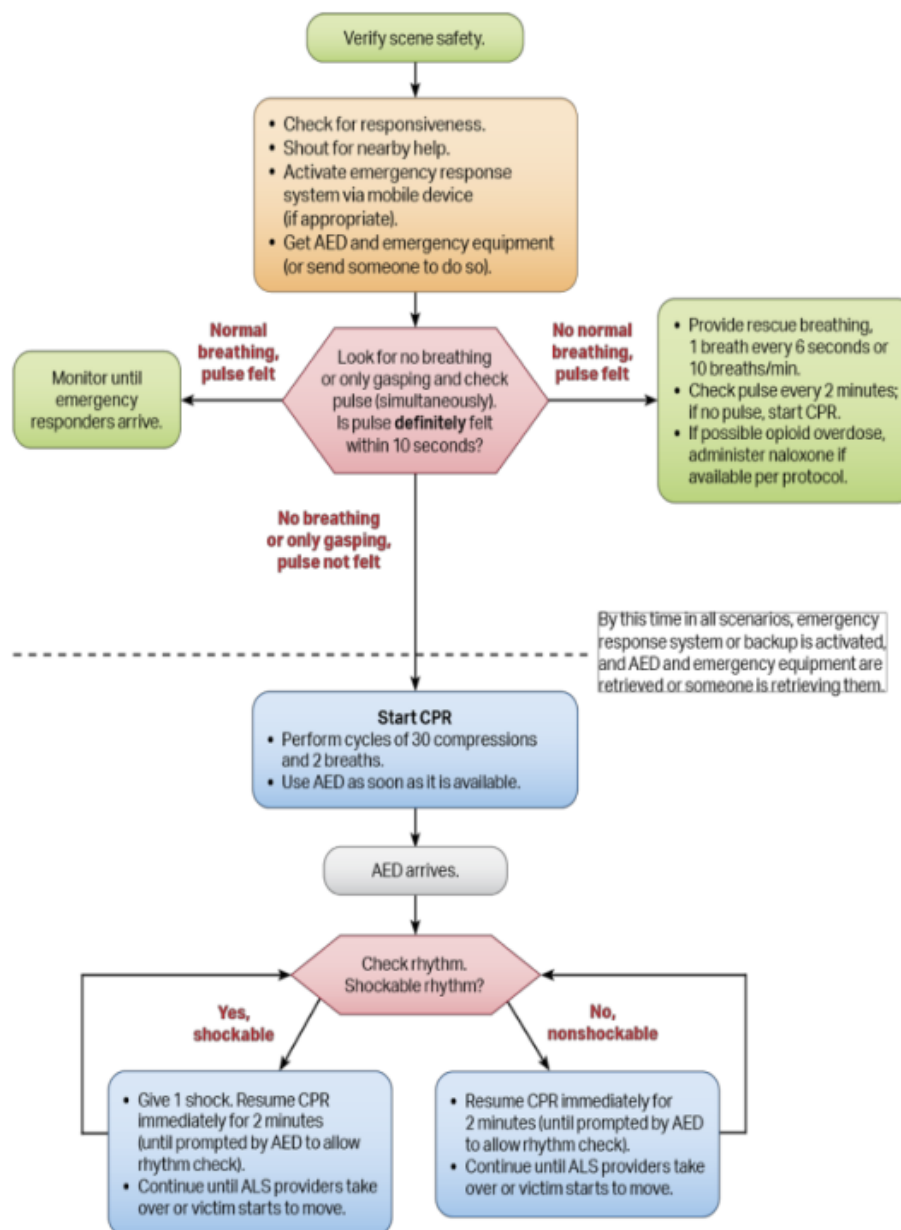 Verify scene safety.
• Check for responsiveness.
• Shout for nearby help.
• Activate emergency response
system via mobile device
(if appropriate).
• Get AED and emergency equipment
(or send someone to do so).
Normal
breathing,
pulse felt
No normal
breathing,
pulse felt
Monitor until
emergency
responders arrive.
Look for no breathing
or only gasping and check
pulse (simultaneously).
Is pulse definitely felt
within 10 seconds?
• Provide rescue breathing,
1 breath every 6 seconds or
10 breaths/min.
• Check pulse every 2 minutes;
if no pulse, start CPR.
• If possible opioid overdose,
administer naloxone if
available per protocol.
No breathing
or only gasping,
pulse not felt
By this time in all scenarios, emergency
response system or backup is activated,
and AED and emergency equipment are
retrieved or someone is retrieving them.
Start CPR
• Perform cycles of 30 compressions
and 2 breaths.
• Use AED as soon as it is available.
AED arrives.
Check rhythm.
Shockable rhythm?
Yes,
shockable
No,
nonshockable
• Give 1 shock. Resume CPR
immediately for 2 minutes
(until prompted by AED to allow
rhythm check).
• Continue until ALS providers take
over or victim starts to move.
• Resume CPR immediately for
2 minutes (until prompted by AED
to allow rhythm check).
• Continue until ALS providers take
over or victim starts to move.